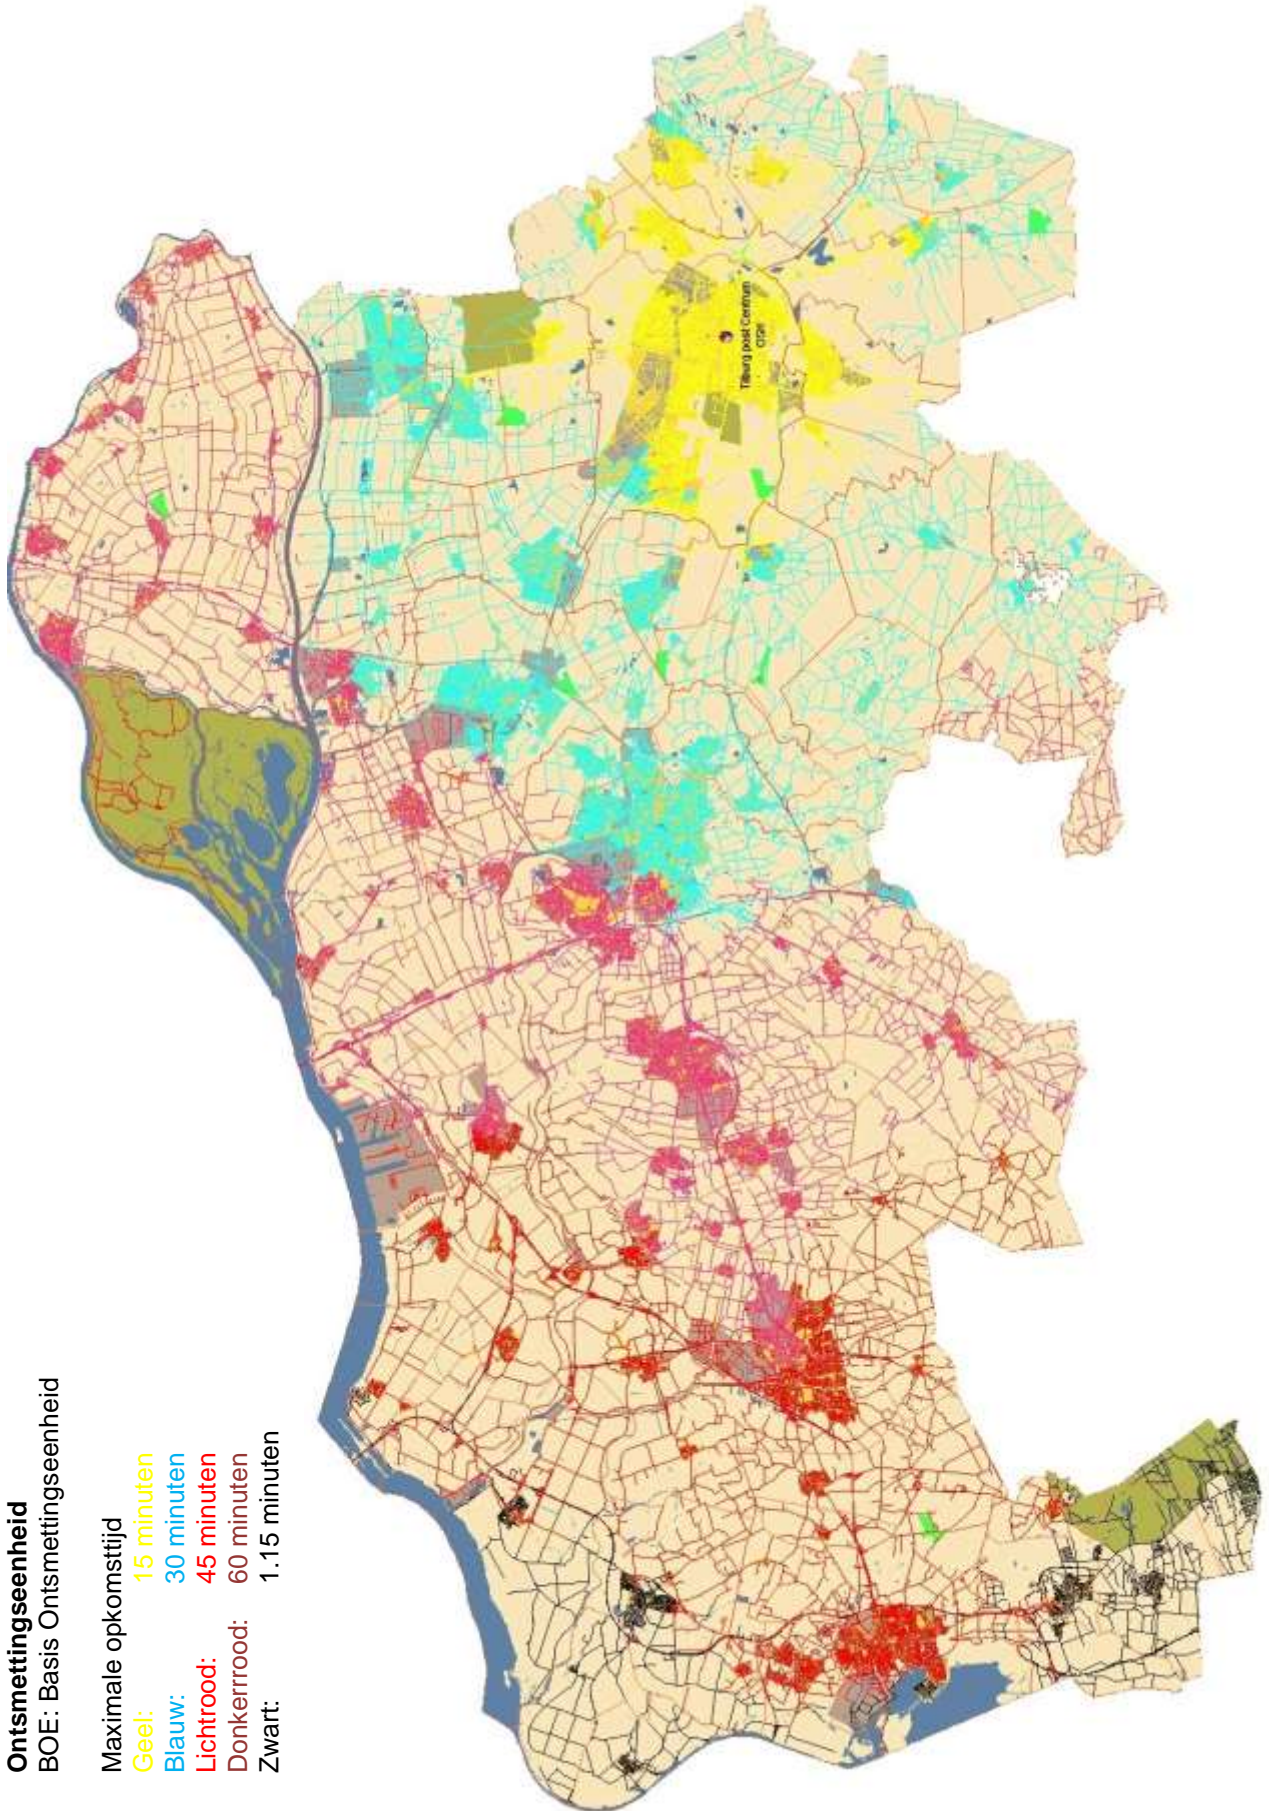 Ontsmettingseenheid
BOE: Basis Ontsmettingseenheid
Maximale opkomsttijd
Geel: 15 minuten
Blauw: 30 minuten
Lichtrood: 45 minuten
Donkerrood: 60 minuten
Zwart: 1.15 minuten
Tilburg post Centrum